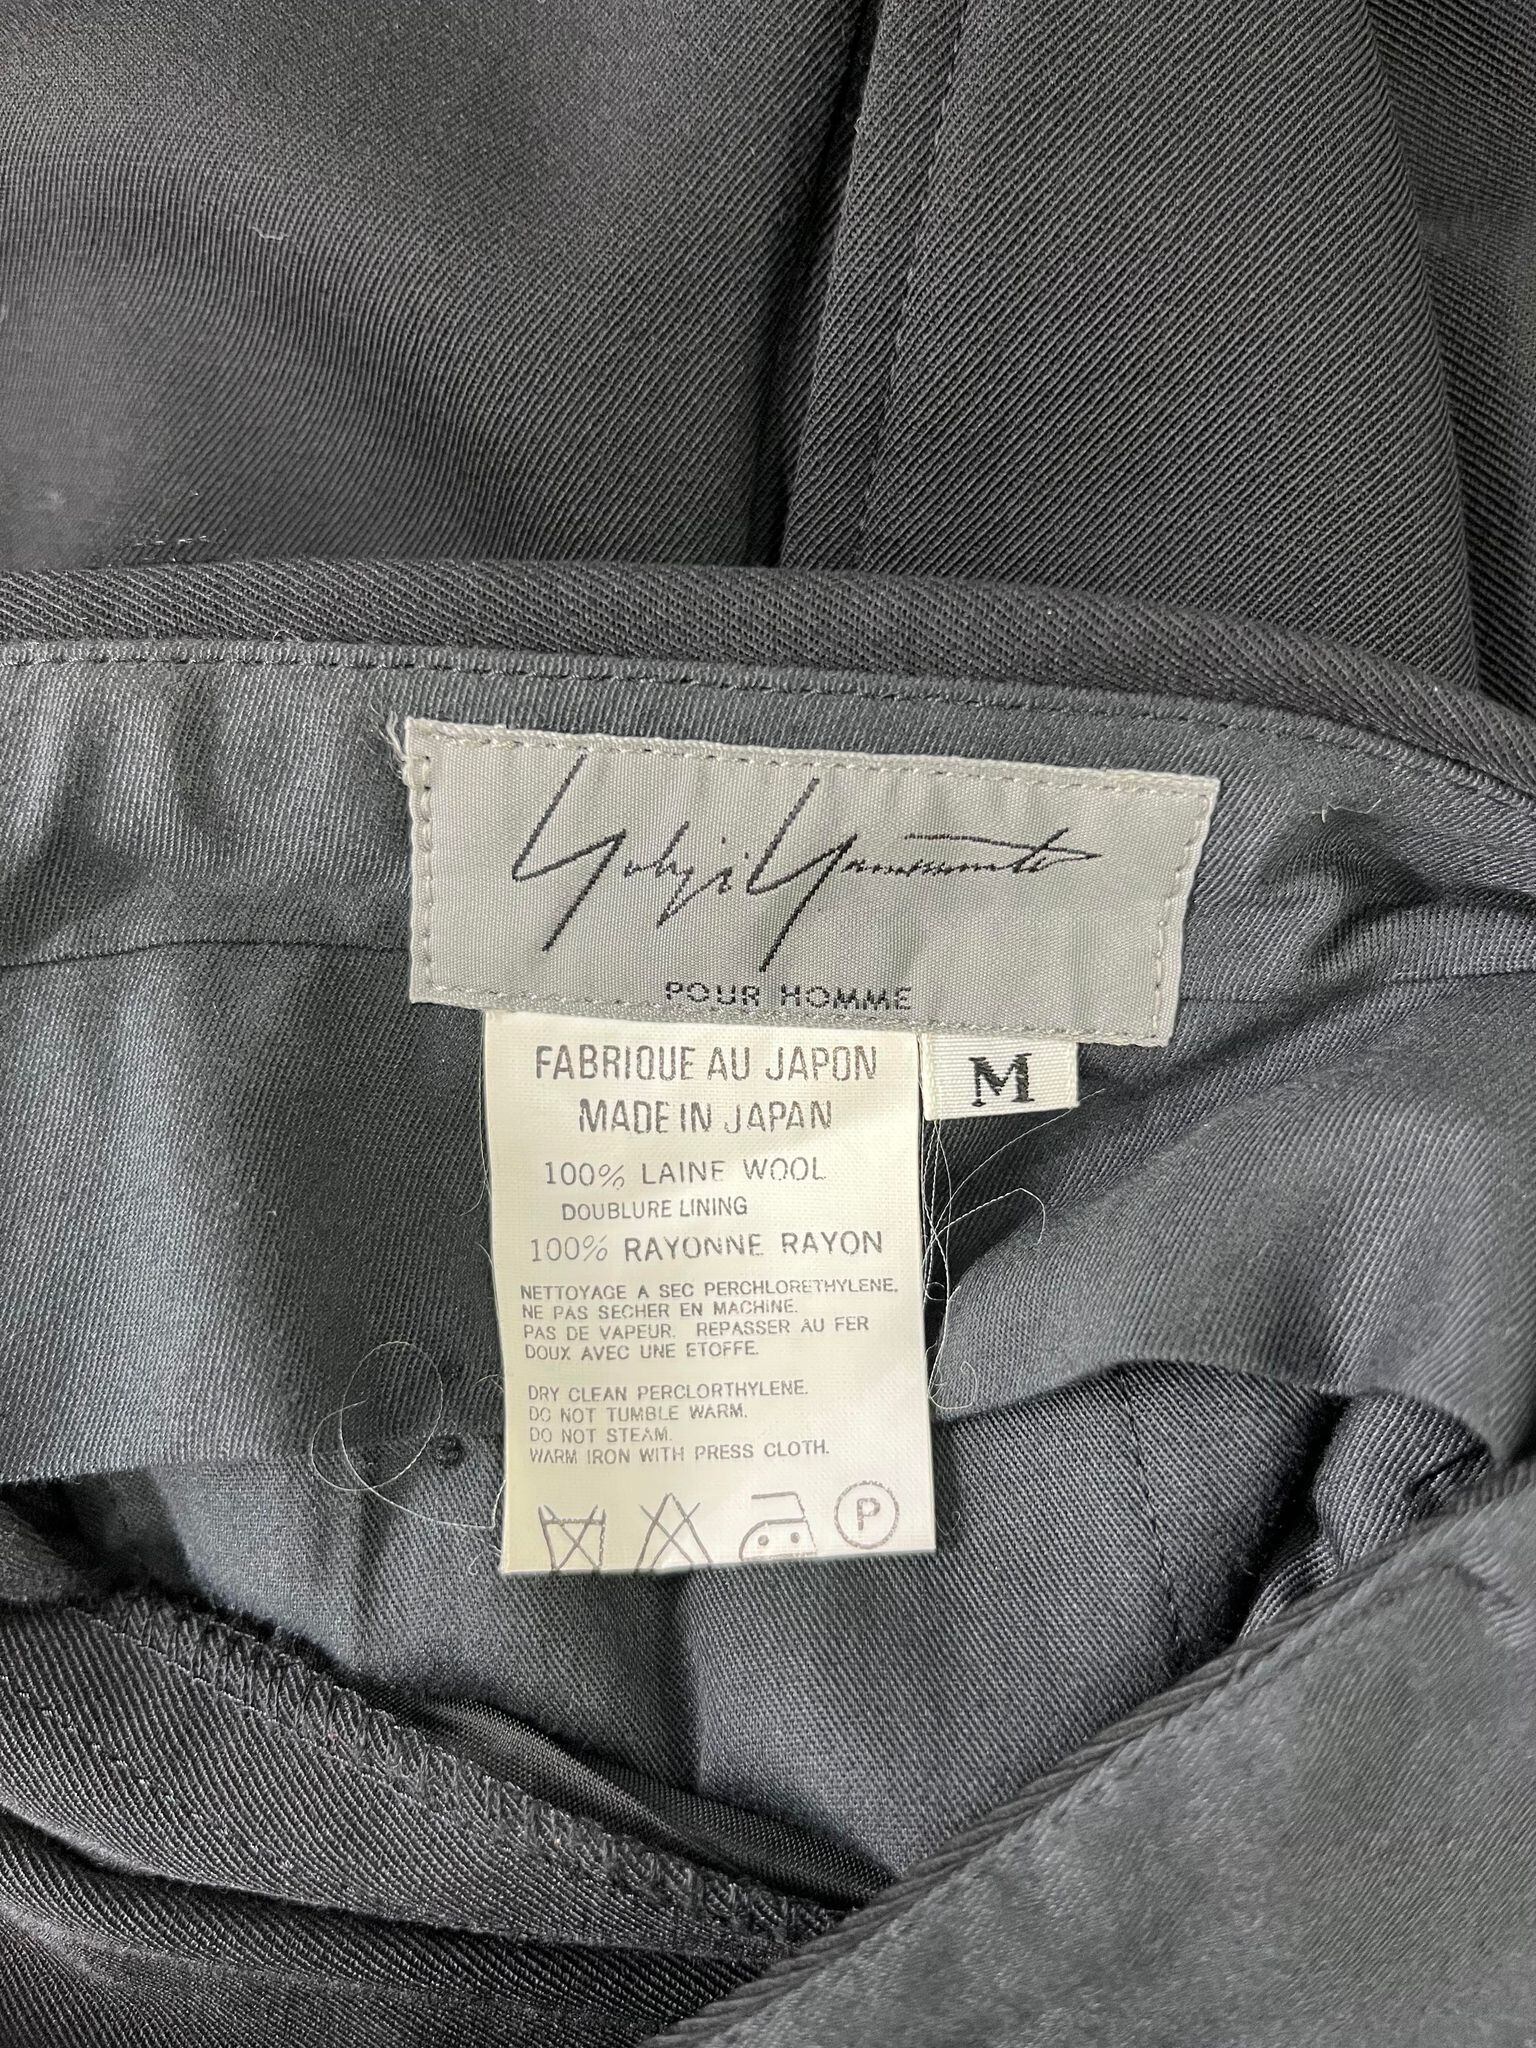 Yohji Yamamoto
POUR HOMME
M
FABRIQUE AU JAPON
MADE IN JAPAN
100% LAINE WOOL
DOUBLURE LINING
100% RAYONNE RAYON
NETTOYAGE A SEC PERCHLORETHYLENE.
NE PAS SECHER EN MACHINE.
PAS DE VAPEUR. REPASSER AU FER
DOUX AVEC UNE ETOFFE.
DRY CLEAN PERCLORTHYLENE.
DO NOT TUMBLE WARM.
DO NOT STEAM.
WARM IRON WITH PRESS CLOTH.
P